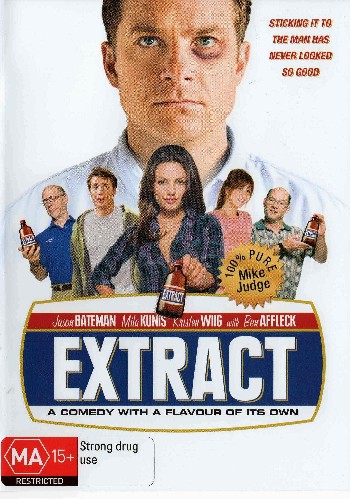 EXTRACT
STICKING IT TO
THE MAN HAS
NEVER LOOKED
SO GOOD
100% PURE
Mike
Judge
EXTRACT
Jason BATEMAN Mila KUNIS Kristen WIIG with Ben AFFLECK
EXTRACT
A COMEDY WITH A FLAVOUR OF ITS OWN
MA 15+
RESTRICTED
Strong drug
use